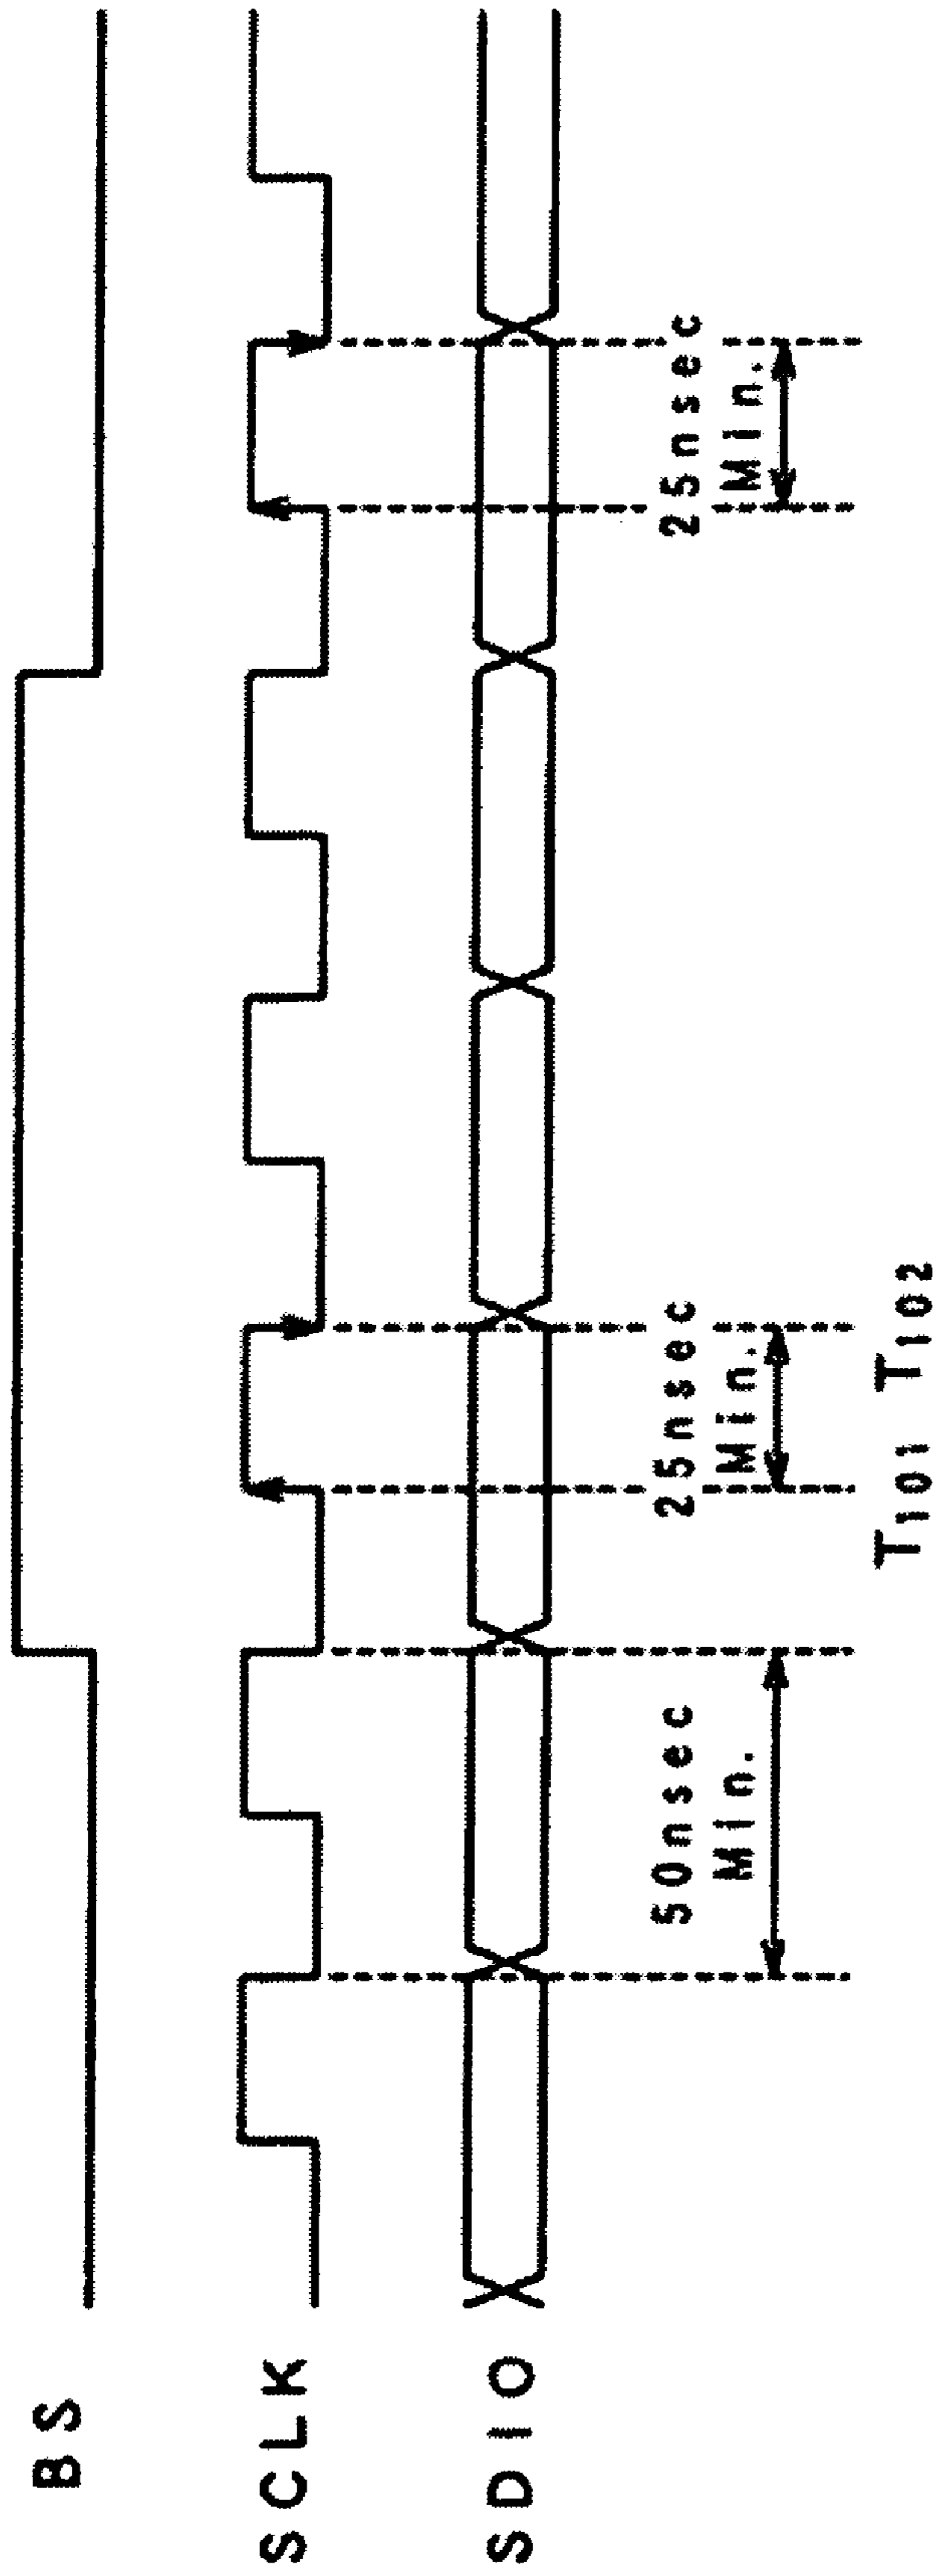 BS
SCLK
SDIO
50nsec
Min.
25nsec
Min.
25nsec
Min.
T101 T102